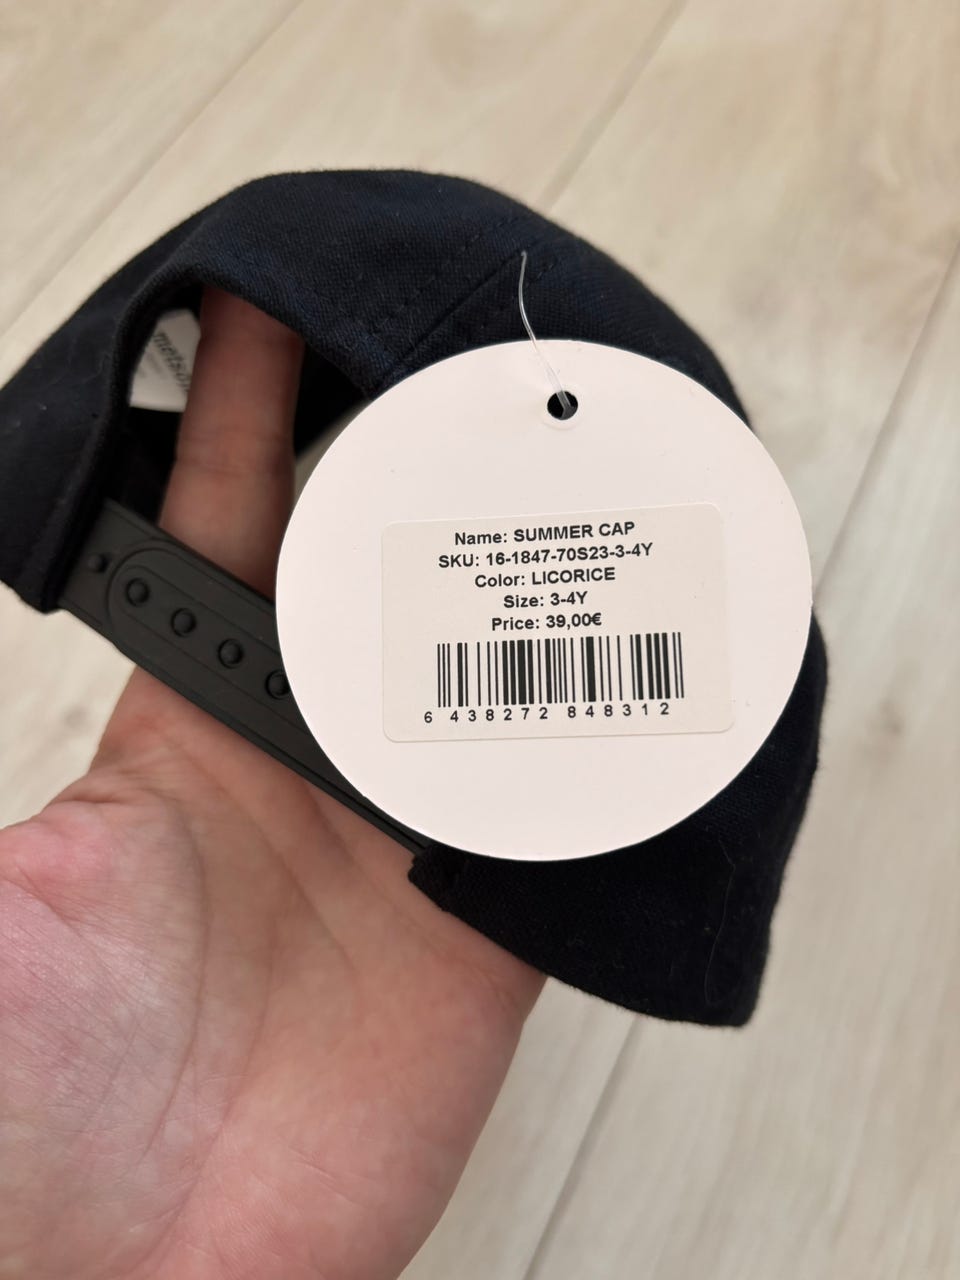 Name: SUMMER CAP
SKU: 16-1847-70S23-3-4Y
Color: LICORICE
Size: 3-4Y
Price: 39,00€
6 438272 848312